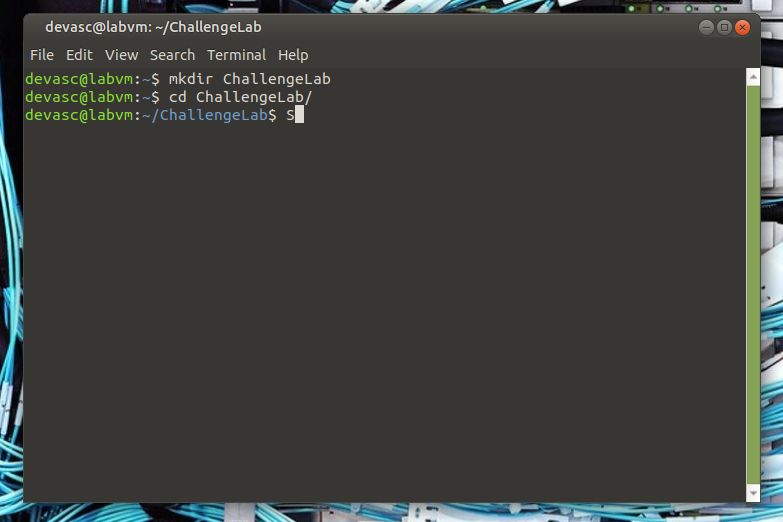 devasc@labvm: ~/ChallengeLab
File Edit View Search Terminal Help
devasc@labvm:~$ mkdir ChallengeLab
devasc@labvm:~$ cd ChallengeLab/
devasc@labvm:~/ChallengeLab$ S